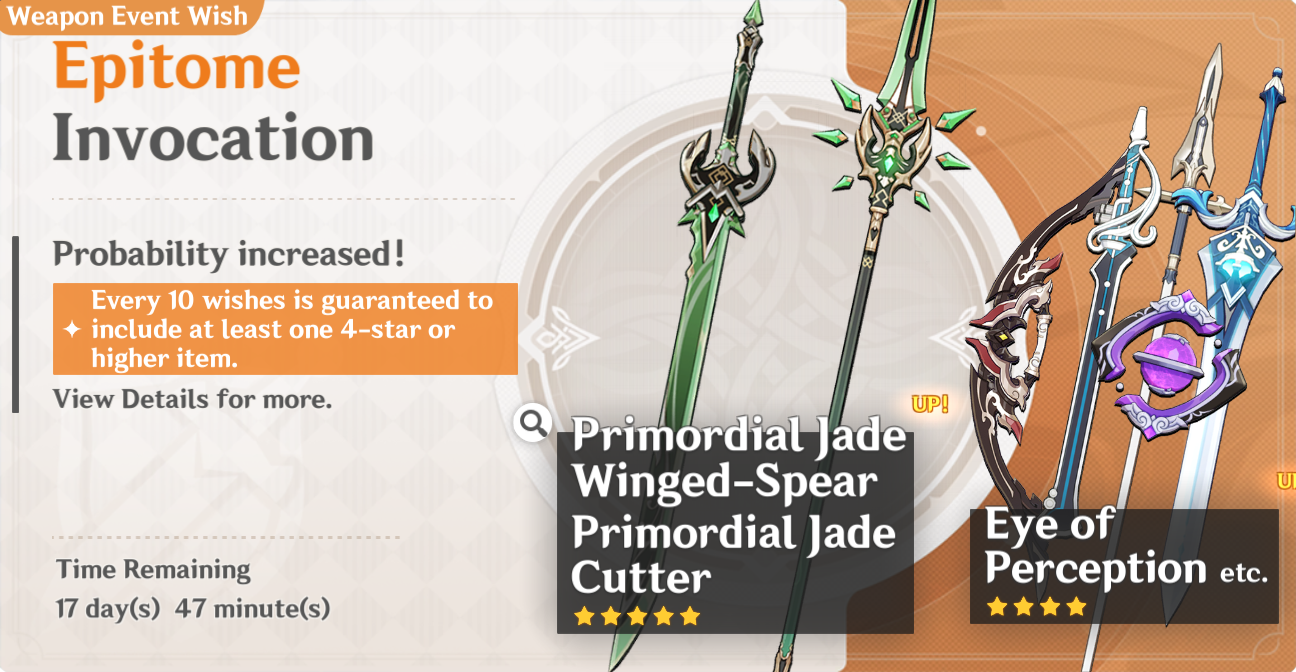 Weapon Event Wish
Epitome
Invocation
Probability increased!
Every 10 wishes is guaranteed to
include at least one 4-star or
higher item.
View Details for more.
Time Remaining
17 day(s) 47 minute(s)
UP!
Primordial Jade
Winged-Spear
Primordial Jade
Cutter
Eye of
Perception etc.